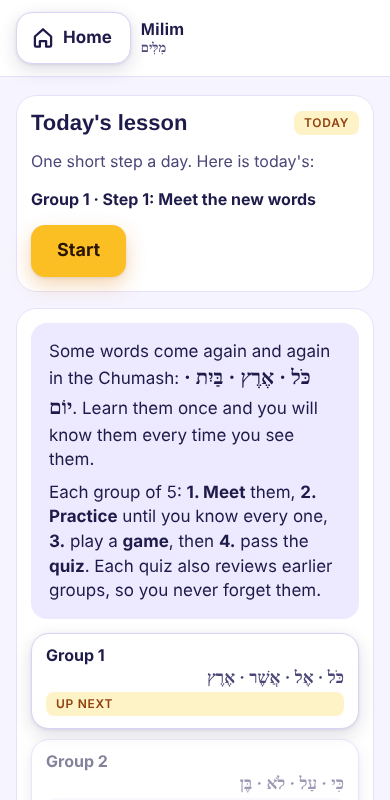 Home
Milim
מִלִּים
Today's lesson
TODAY
One short step a day. Here is today's:
Group 1 · Step 1: Meet the new words
Start
Some words come again and again
in the Chumash: כֹּל · אֶרֶץ · בַּיִת ·
יוֹם. Learn them once and you will
know them every time you see
them.
Each group of 5: 1. Meet them, 2.
Practice until you know every one,
3. play a game, then 4. pass the
quiz. Each quiz also reviews earlier
groups, so you never forget them.
Group 1
כֹּל · אֶל · אֲשֶׁר · אֶרֶץ
UP NEXT
Group 2
כִּי · עַל · לֹא · בֶּן